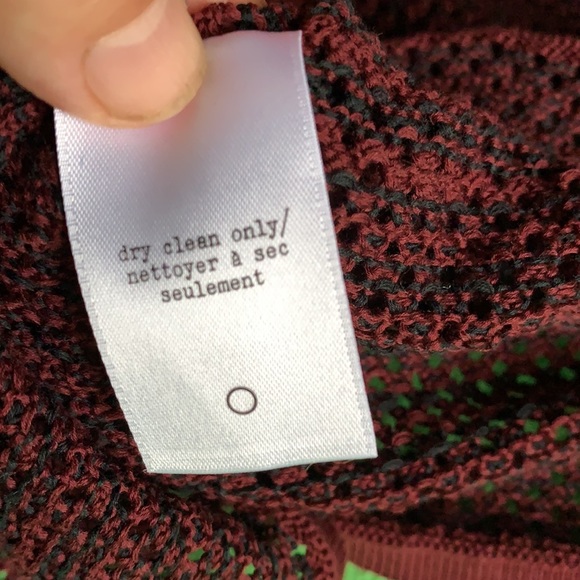 dry clean only/
nettoyer à sec
seulement